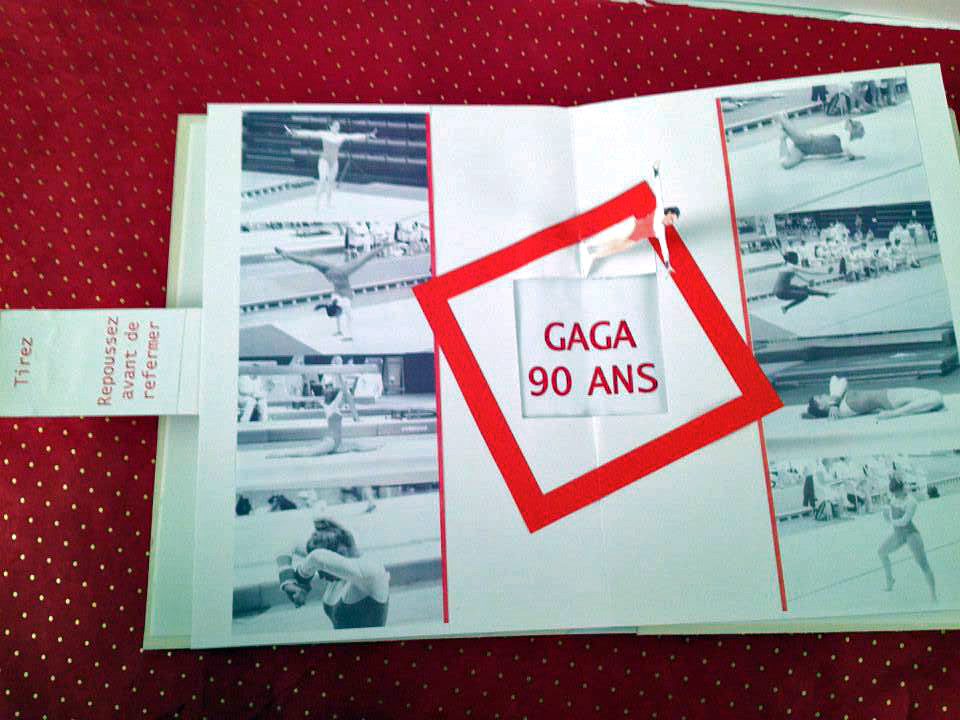 Tirez
Repoussez
avant de
refermer
GAGA
90 ANS